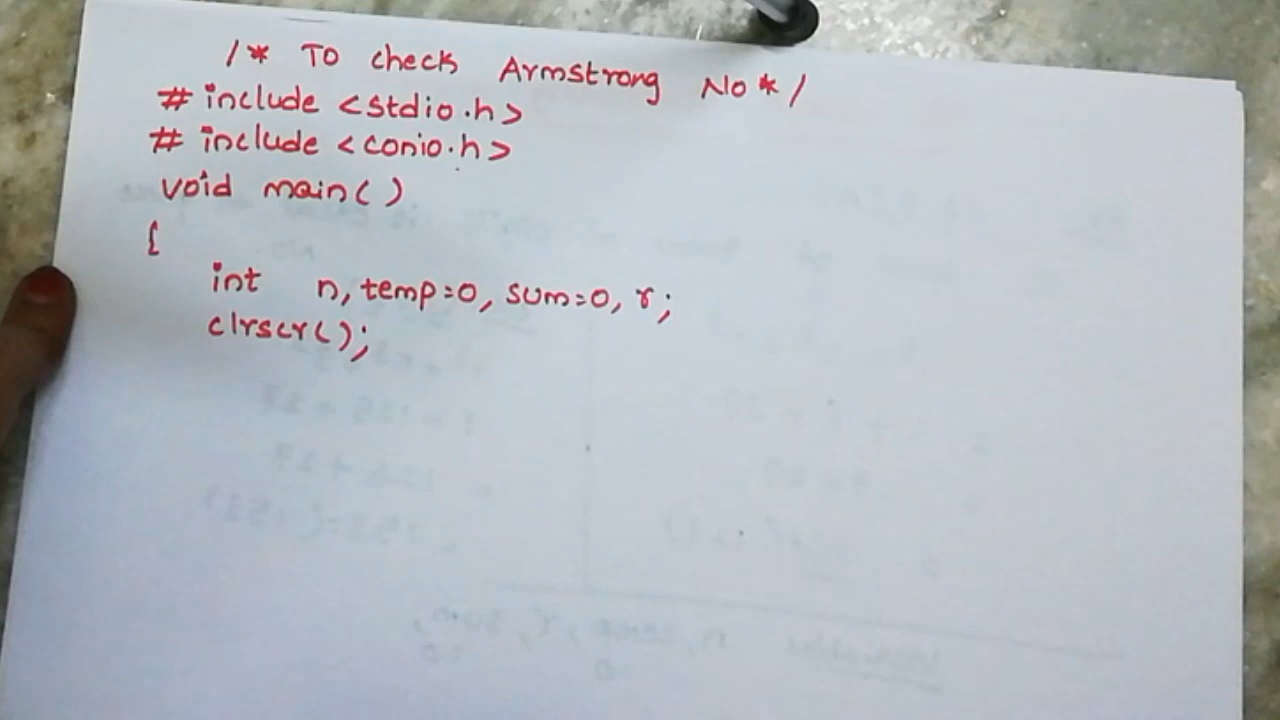 /* To check Armstrong No */
# include <stdio.h>
# include <conio.h>
void main( )
{
int n, temp=0, sum=0, r;
clrscr( );